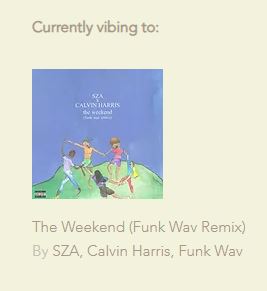 Currently vibing to:
SZA
CALVIN HARRIS
the weekend
(funk wav remix)
The Weekend (Funk Wav Remix)
By SZA, Calvin Harris, Funk Wav